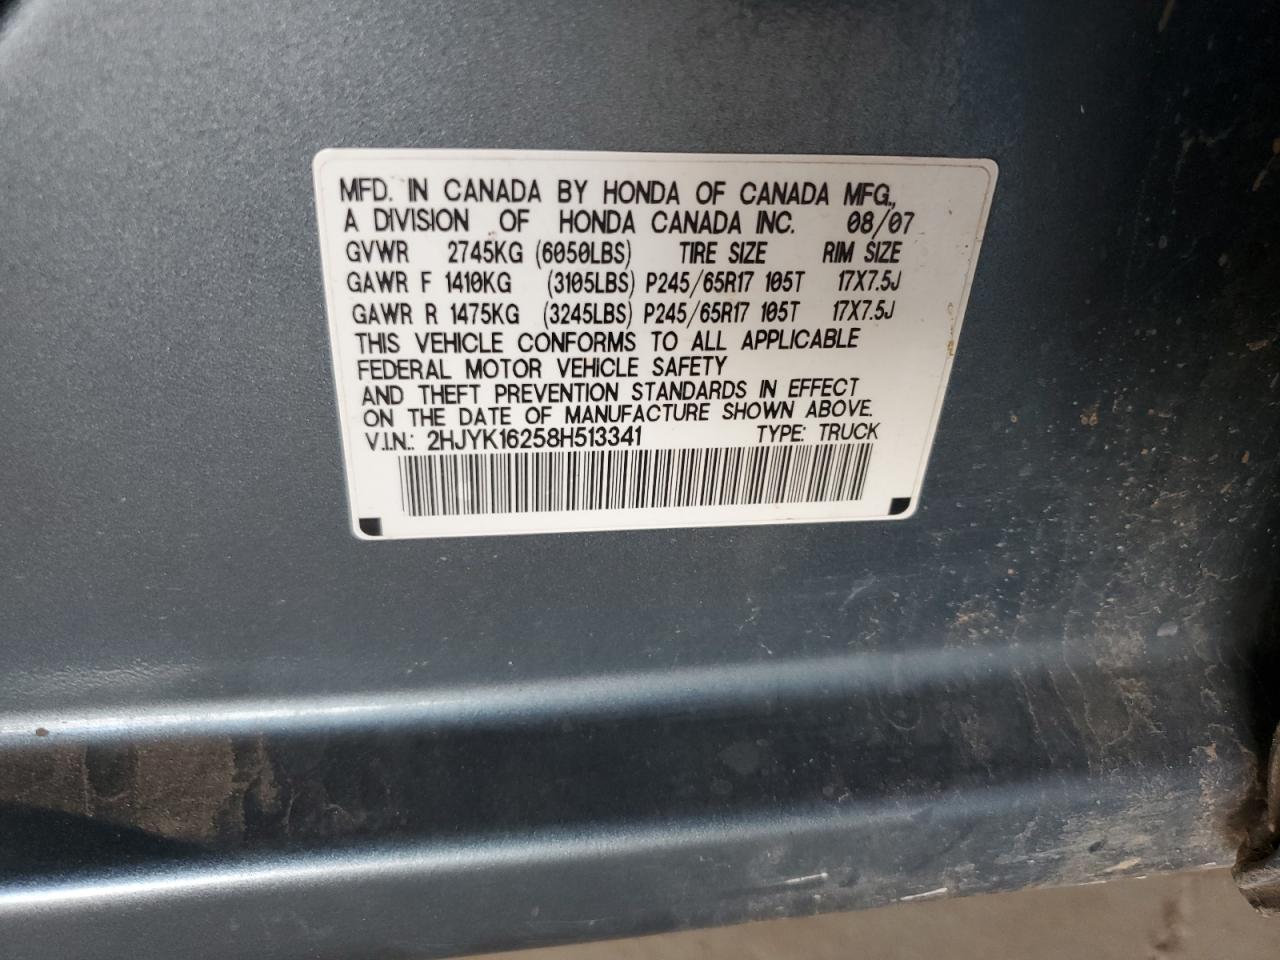 MFD. IN CANADA BY HONDA OF CANADA MFG.,
A DIVISION OF HONDA CANADA INC. 08/07
GVWR 2745KG (6050LBS) TIRE SIZE RIM SIZE
GAWR F 1410KG (3105LBS) P245/65R17 105T 17X7.5J
GAWR R 1475KG (3245LBS) P245/65R17 105T 17X7.5J
THIS VEHICLE CONFORMS TO ALL APPLICABLE
FEDERAL MOTOR VEHICLE SAFETY
AND THEFT PREVENTION STANDARDS IN EFFECT
ON THE DATE OF MANUFACTURE SHOWN ABOVE.
V.I.N.: 2HJYK16258H513341 TYPE: TRUCK